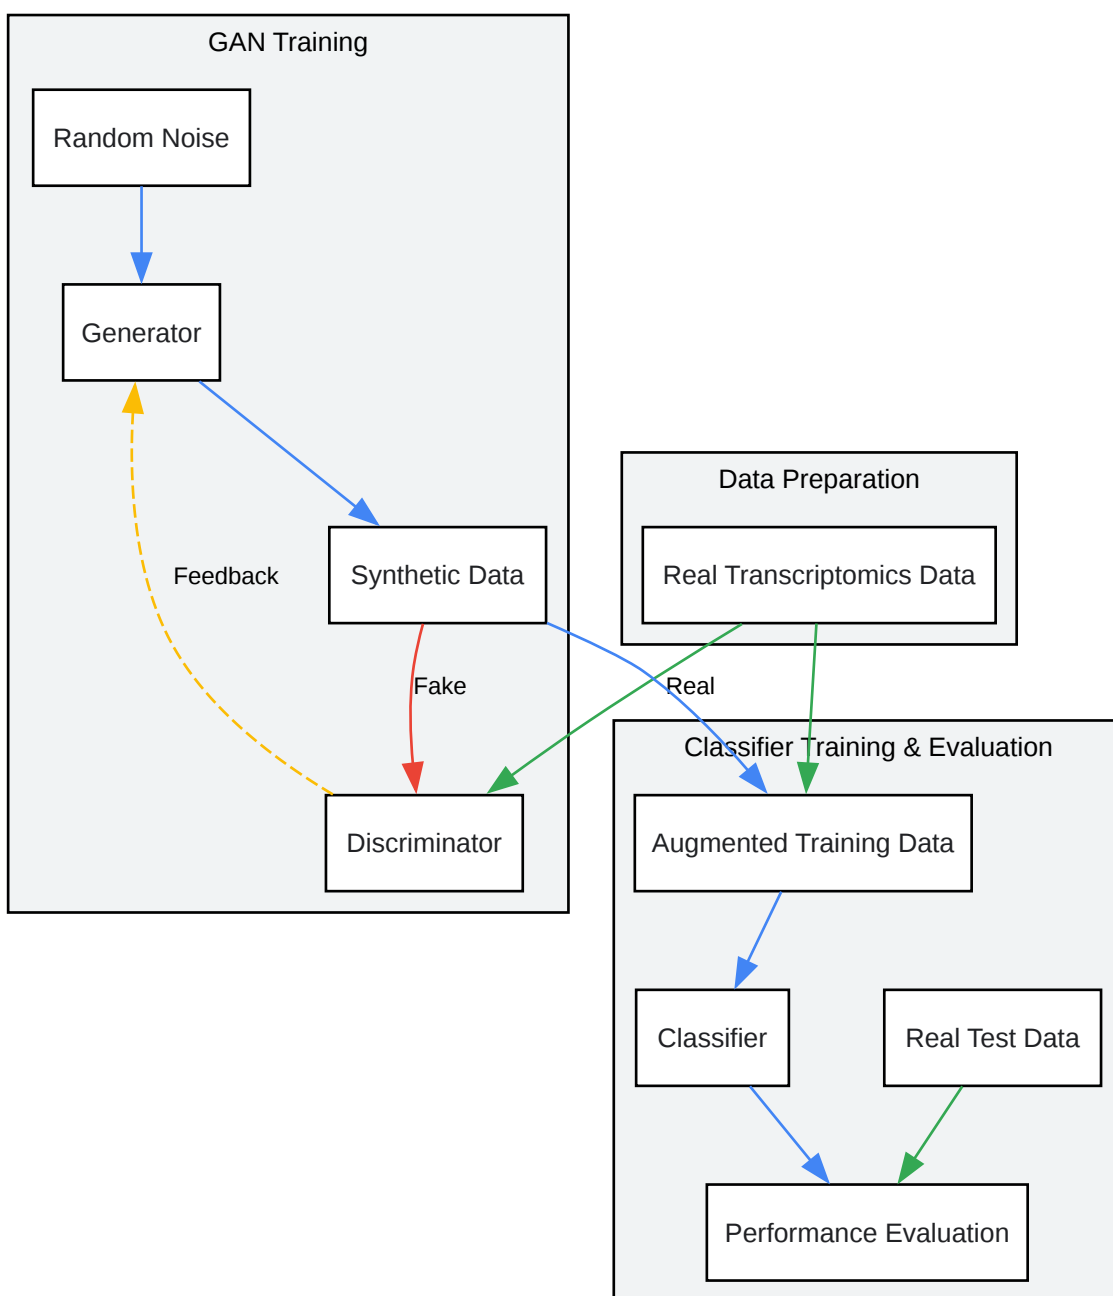 GAN Training
Random Noise
Generator
Data Preparation
Synthetic Data
Real Transcriptomics Data
Feedback
Fake
Real
Classifier Training & Evaluation
Discriminator
Augmented Training Data
Classifier
Real Test Data
Performance Evaluation